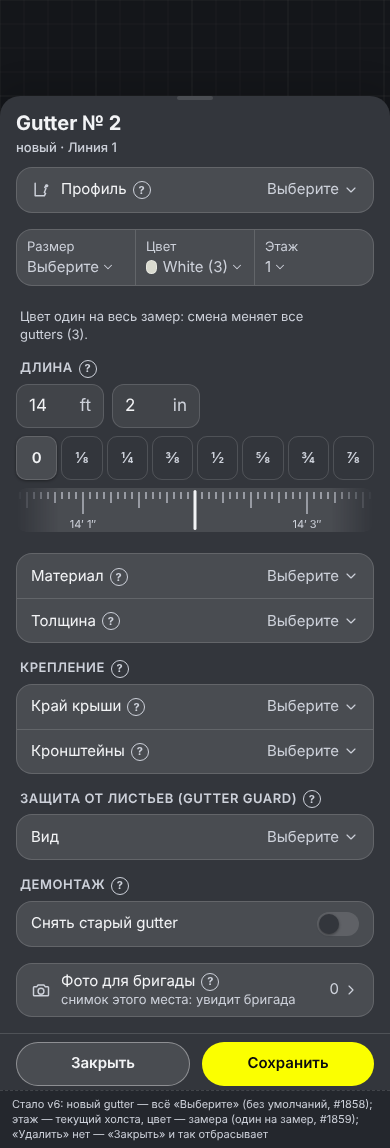 Gutter № 2
новый · Линия 1
Профиль ? Выберите
Размер Цвет Этаж
Выберите White (3) 1
Цвет один на весь замер: смена меняет все
gutters (3).
ДЛИНА ?
14 ft 2 in
0 ⅛ ¼ ⅜ ½ ⅝ ¾ ⅞
14′ 1″ 14′ 3″
Материал ? Выберите
Толщина ? Выберите
КРЕПЛЕНИЕ ?
Край крыши ? Выберите
Кронштейны ? Выберите
ЗАЩИТА ОТ ЛИСТЬЕВ (GUTTER GUARD) ?
Вид Выберите
ДЕМОНТАЖ ?
Снять старый gutter
Фото для бригады ? 0
снимок этого места: увидит бригада
Закрыть Сохранить
Стало v6: новый gutter — всё «Выберите» (без умолчаний, #1858);
этаж — текущий холста, цвет — замера (один на замер, #1859);
«Удалить» нет — «Закрыть» и так отбрасывает